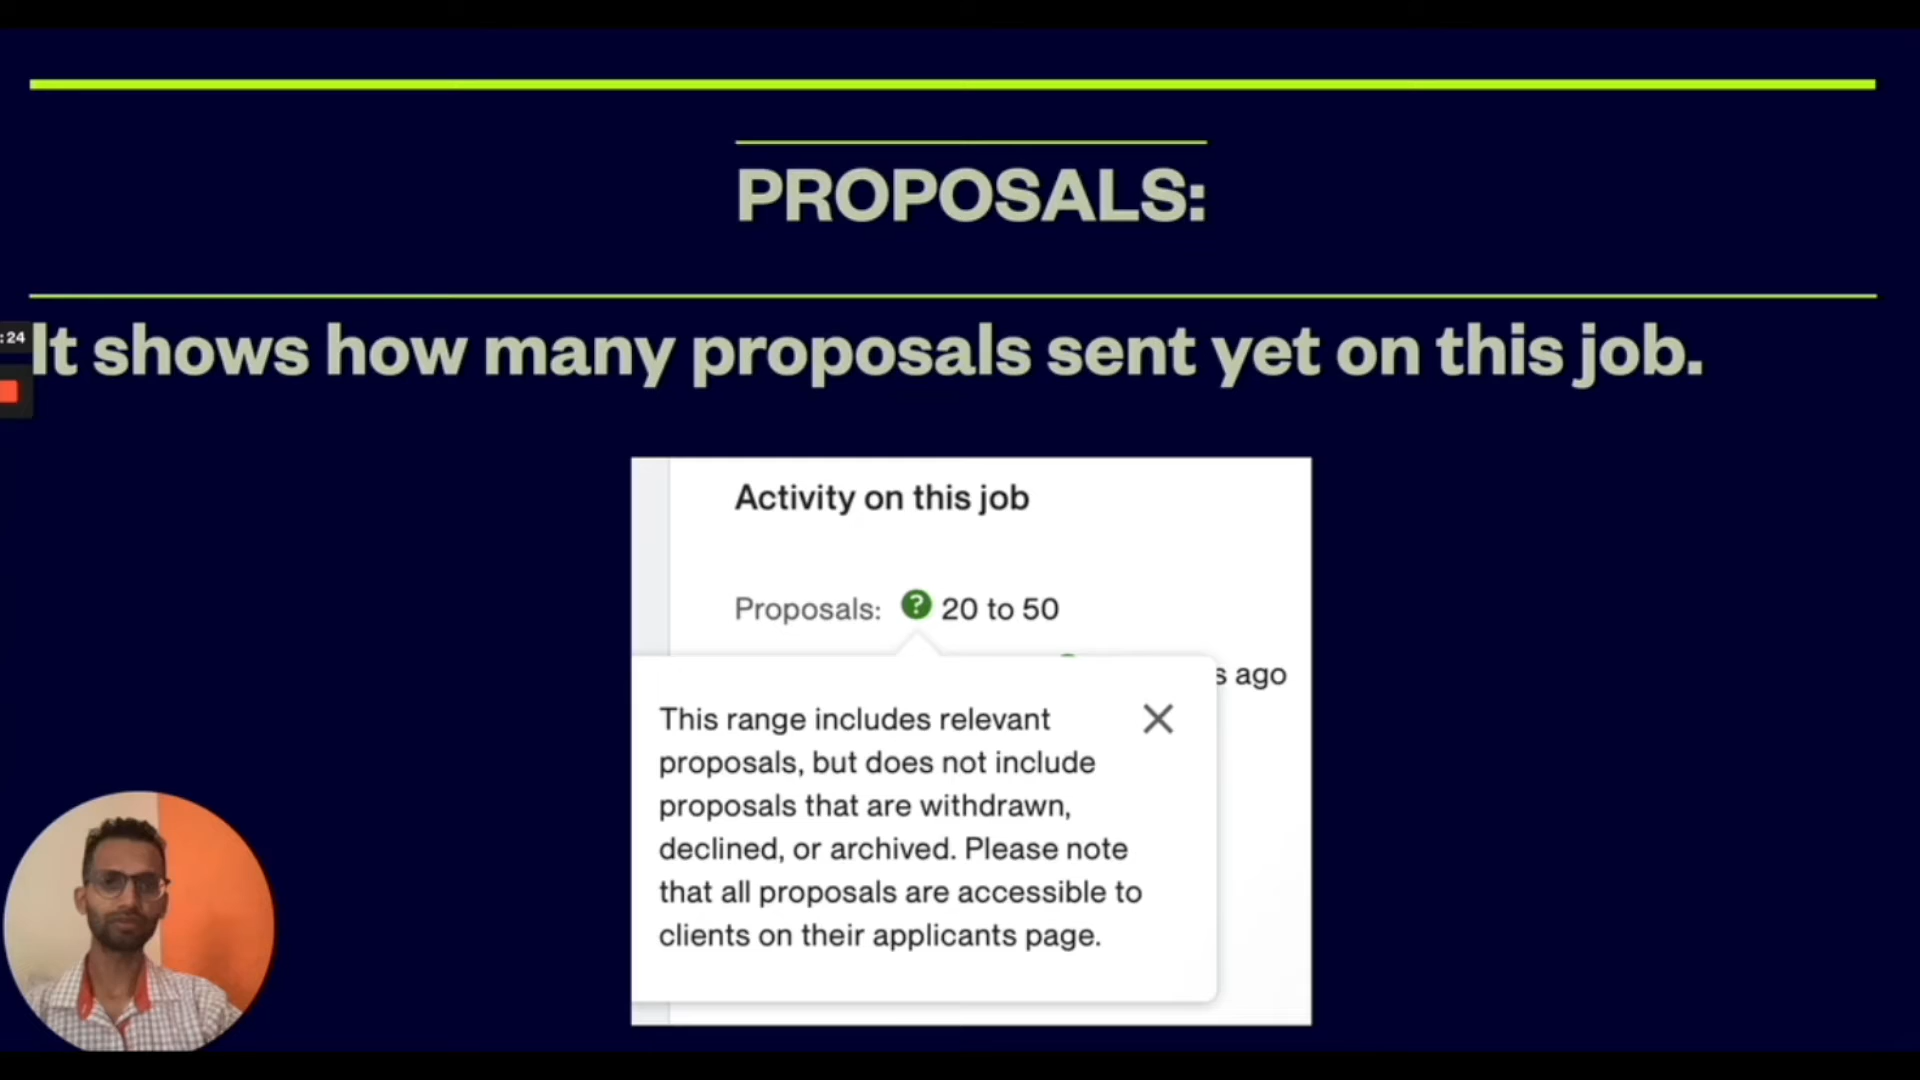 PROPOSALS:
:24
It shows how many proposals sent yet on this job.
Activity on this job
Proposals: ? 20 to 50
s ago
This range includes relevant
proposals, but does not include
proposals that are withdrawn,
declined, or archived. Please note
that all proposals are accessible to
clients on their applicants page.